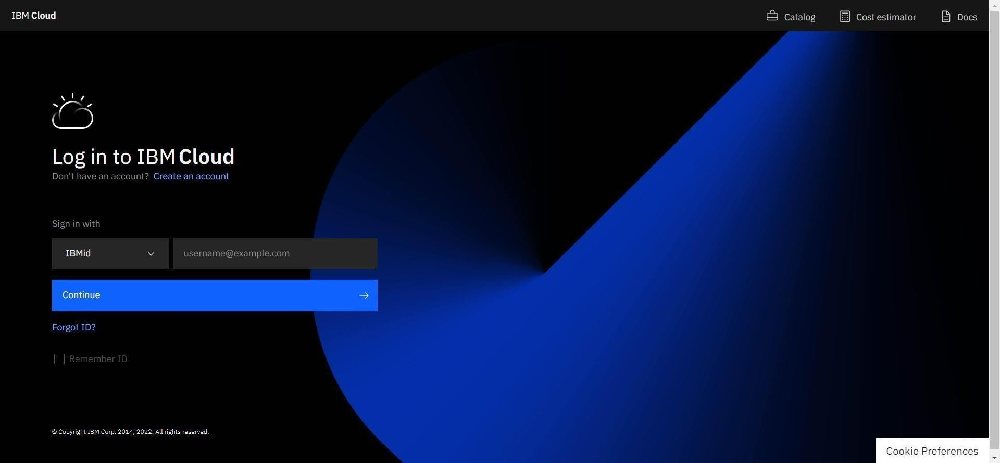 IBM Cloud
Catalog
Cost estimator
Docs
Log in to IBM Cloud
Don't have an account? Create an account
Sign in with
IBMid
username@example.com
Continue
Forgot ID?
Remember ID
© Copyright IBM Corp. 2014, 2022. All rights reserved.
Cookie Preferences